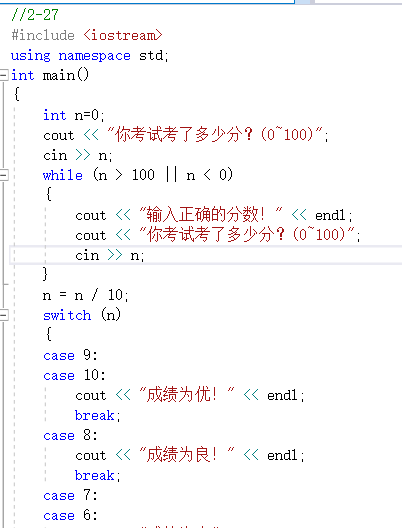 //2-27
#include <iostream>
using namespace std;
int main()
{
int n=0;
cout << "你考试考了多少分？(0~100)";
cin >> n;
while (n > 100 || n < 0)
{
cout << "输入正确的分数！" << endl;
cout << "你考试考了多少分？(0~100)";
cin >> n;
}
n = n / 10;
switch (n)
{
case 9:
case 10:
cout << "成绩为优！" << endl;
break;
case 8:
cout << "成绩为良！" << endl;
break;
case 7:
case 6: